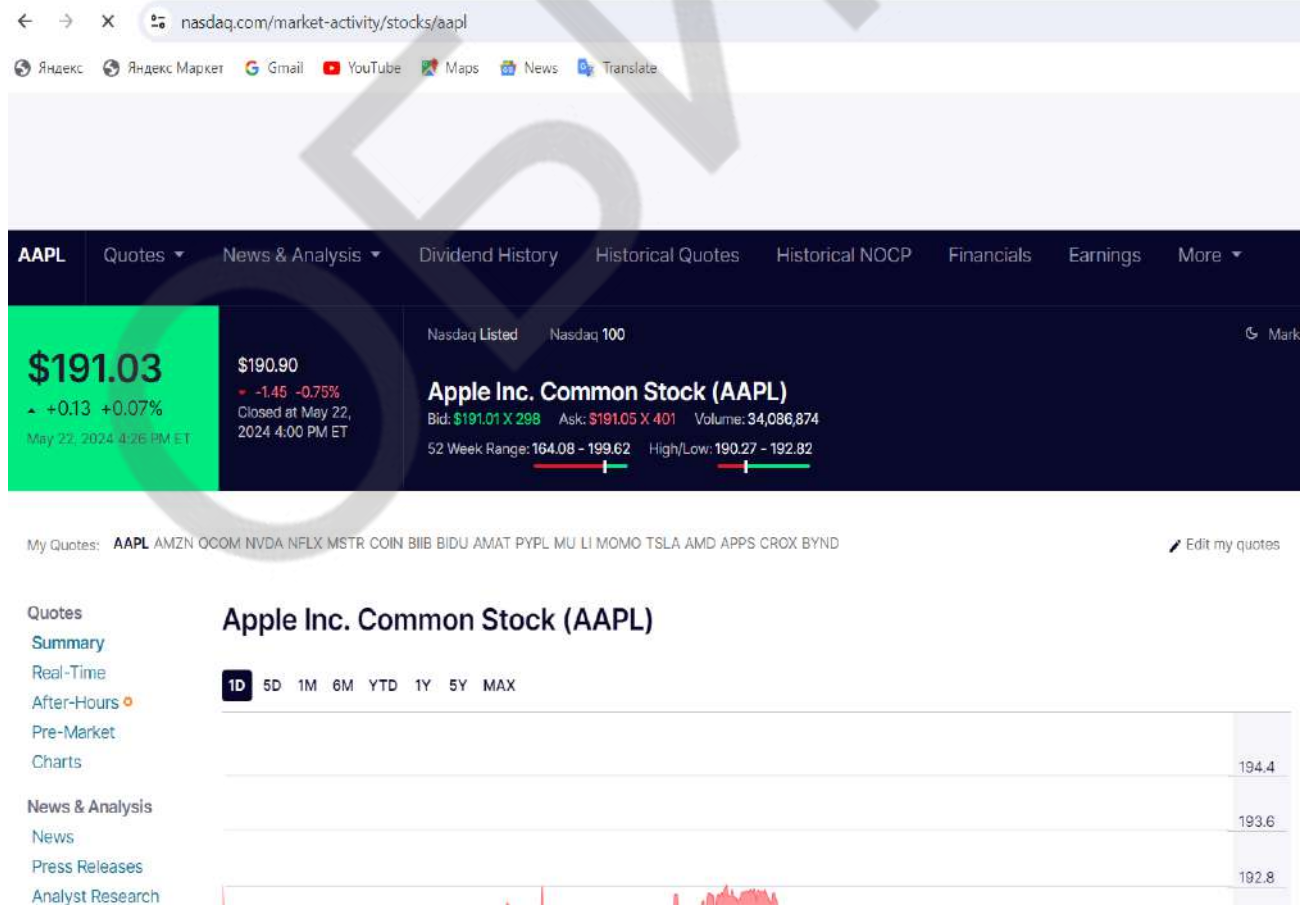 nasdaq.com/market-activity/stocks/aapl
Яндекс Яндекс Маркет Gmail YouTube Maps News Translate
AAPL Quotes News & Analysis Dividend History Historical Quotes Historical NOCP Financials Earnings More
Nasdaq Listed Nasdaq 100 Mark
$191.03
+0.13 +0.07%
May 22, 2024 4:26 PM ET
$190.90
-1.45 -0.75%
Closed at May 22,
2024 4:00 PM ET
Apple Inc. Common Stock (AAPL)
Bid: $191.01 X 298 Ask: $191.05 X 401 Volume: 34,086,874
52 Week Range: 164.08 - 199.62 High/Low: 190.27 - 192.82
My Quotes: AAPL AMZN QCOM NVDA NFLX MSTR COIN BIIB BIDU AMAT PYPL MU LI MOMO TSLA AMD APPS CROX BYND Edit my quotes
Quotes
Summary
Real-Time
After-Hours
Pre-Market
Charts
News & Analysis
News
Press Releases
Analyst Research
Apple Inc. Common Stock (AAPL)
1D 5D 1M 6M YTD 1Y 5Y MAX
194.4
193.6
192.8